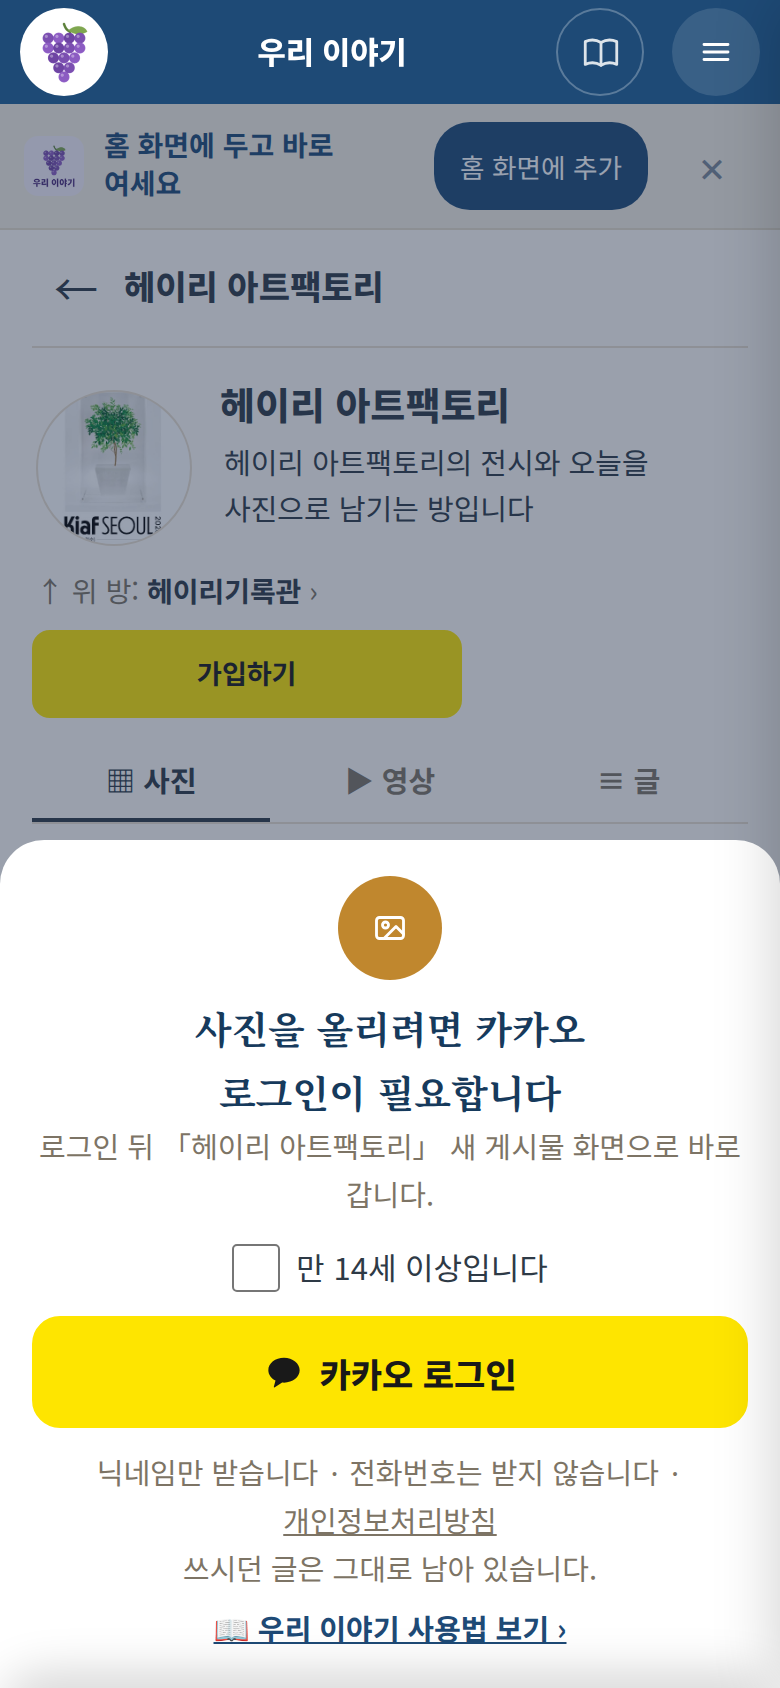 우리 이야기
홈 화면에 두고 바로
여세요
우리 이야기
홈 화면에 추가
✕
← 헤이리 아트팩토리
헤이리 아트팩토리
헤이리 아트팩토리의 전시와 오늘을
사진으로 남기는 방입니다
Kiaf SEOUL
↑ 위 방: 헤이리기록관 ›
가입하기
▦ 사진
▶ 영상
≡ 글
사진을 올리려면 카카오
로그인이 필요합니다
로그인 뒤 「헤이리 아트팩토리」 새 게시물 화면으로 바로
갑니다.
만 14세 이상입니다
카카오 로그인
닉네임만 받습니다 · 전화번호는 받지 않습니다 ·
개인정보처리방침
쓰시던 글은 그대로 남아 있습니다.
📖 우리 이야기 사용법 보기 ›